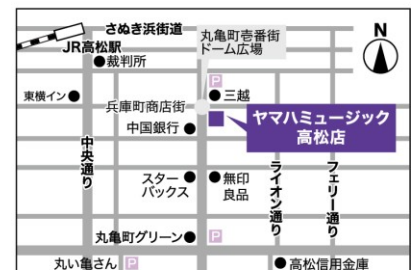 さぬき浜街道
N
JR高松駅
丸亀町壱番街
ドーム広場
裁判所
P
東横イン
三越
兵庫町商店街
中国銀行
ヤマハミュージック
高松店
中央通り
スター
バックス
無印
良品
ライオン通り
フェリー通り
丸亀町グリーン
P
丸い亀さん
P
高松信用金庫